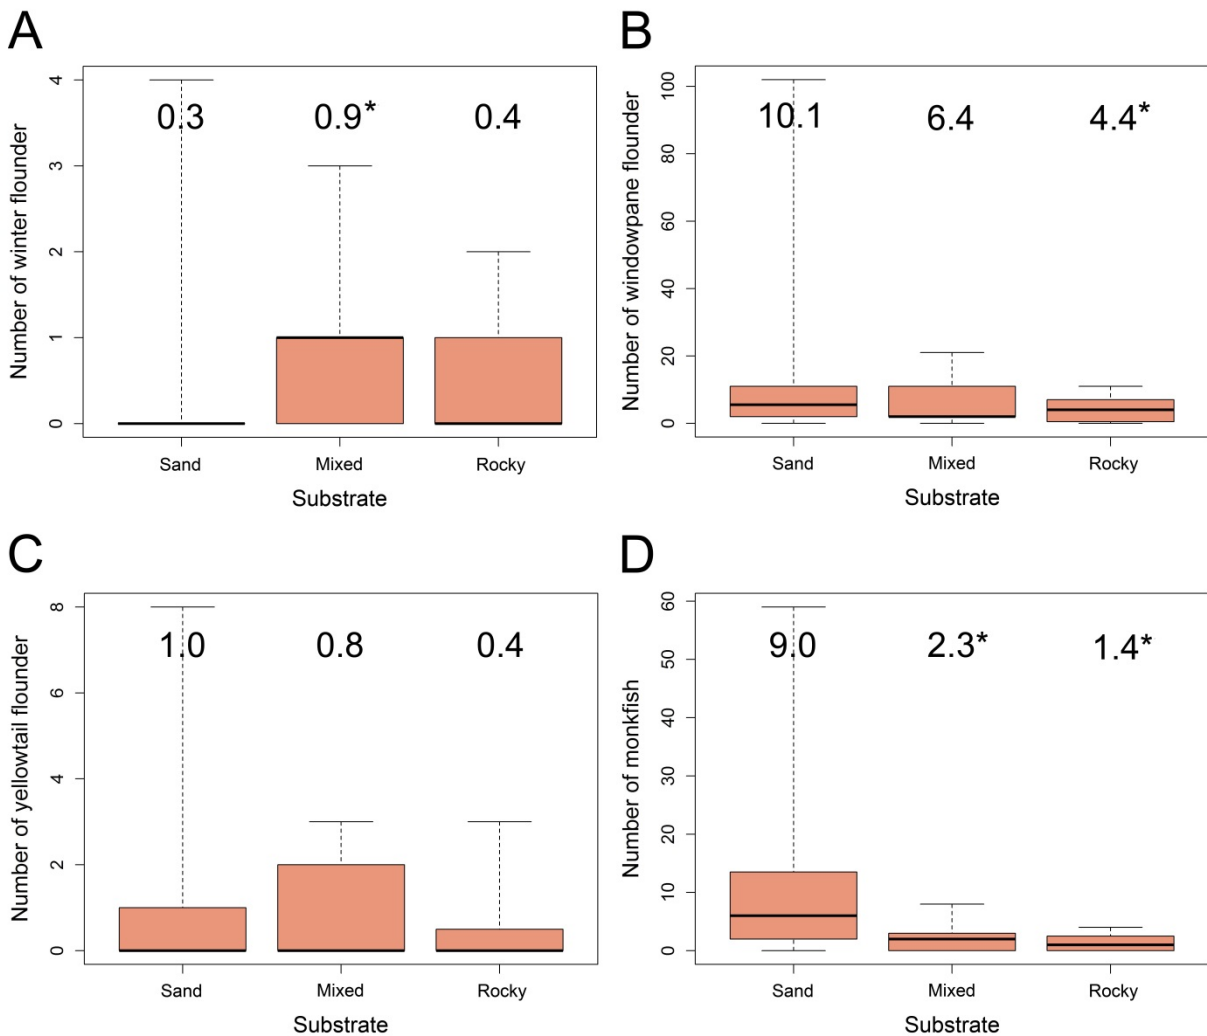 A
Number of winter flounder
4
3
2
1
0
0.3
0.9*
0.4
Sand
Mixed
Rocky
Substrate
B
Number of windowpane flounder
100
80
60
40
20
0
10.1
6.4
4.4*
Sand
Mixed
Rocky
Substrate
C
Number of yellowtail flounder
8
6
4
2
0
1.0
0.8
0.4
Sand
Mixed
Rocky
Substrate
D
Number of monkfish
60
50
40
30
20
10
0
9.0
2.3*
1.4*
Sand
Mixed
Rocky
Substrate